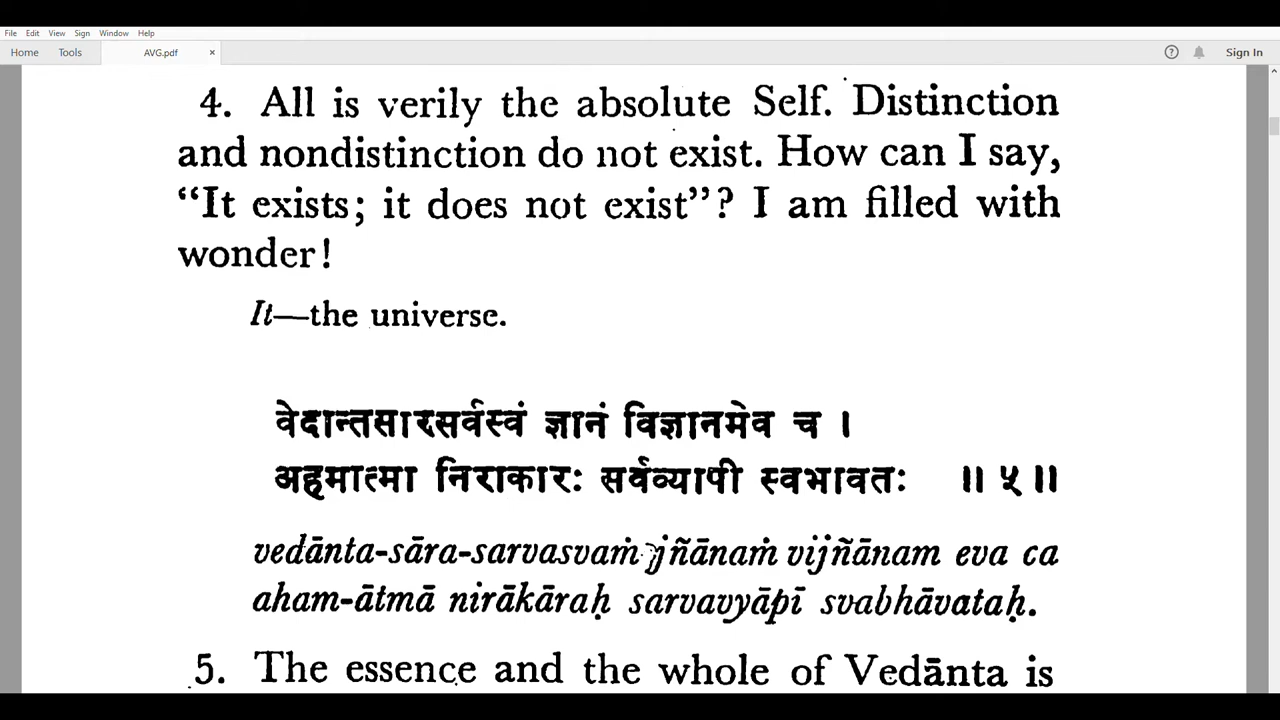 File Edit View Sign Window Help
Home Tools AVG.pdf × ? Sign In
4. All is verily the absolute Self. Distinction
and nondistinction do not exist. How can I say,
“It exists; it does not exist”? I am filled with
wonder!
It—the universe.
वेदान्तसारसर्वस्वं ज्ञानं विज्ञानमेव च ।
अहमात्मा निराकारः सर्वव्यापी स्वभावतः ॥ ५ ॥
vedānta-sāra-sarvasvaṁ jñānaṁ vijñānam eva ca
aham-ātmā nirākāraḥ sarvavyāpī svabhāvataḥ.
5. The essence and the whole of Vedānta is